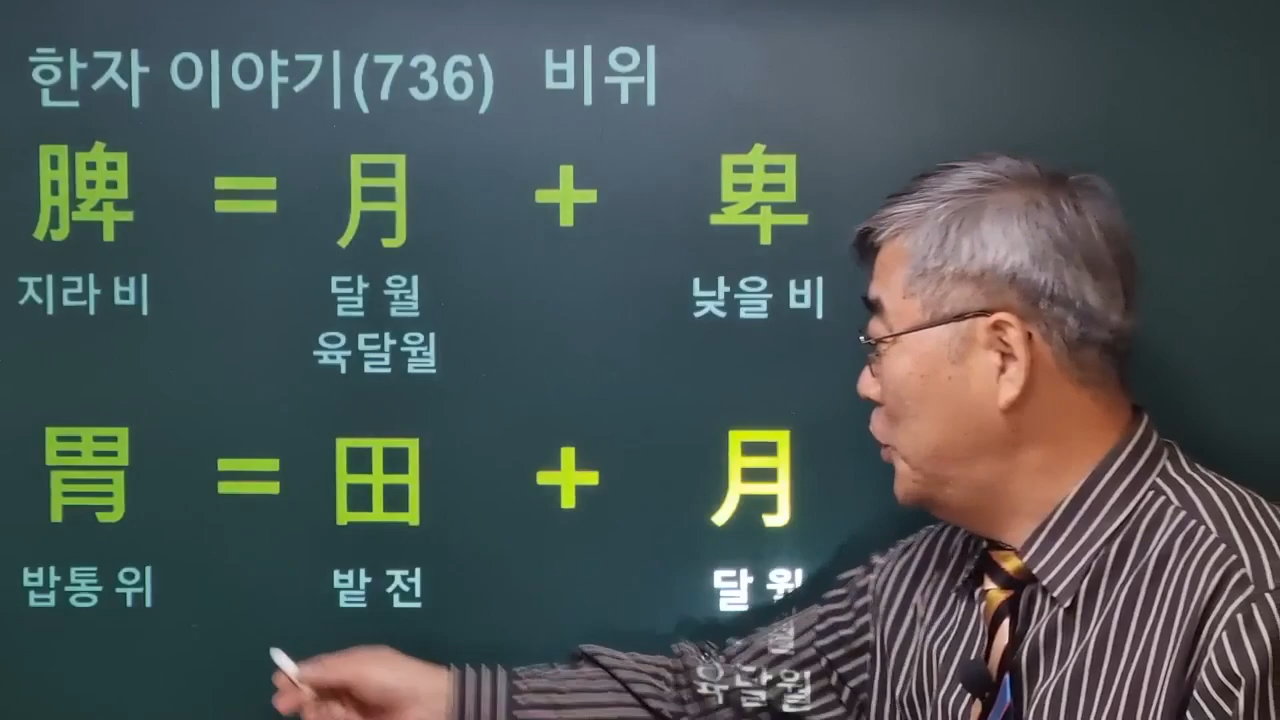 한자 이야기(736) 비위
脾 = 月 + 卑
지라 비 달 월 낮을 비
육달월
胃 = 田 + 月
밥통 위 밭 전 달 월
육달월